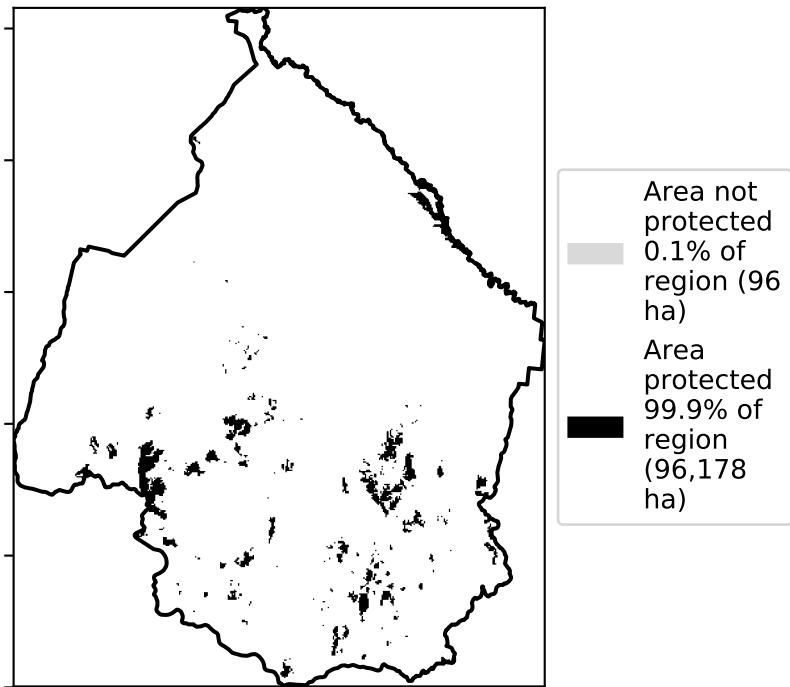 Area not
protected
0.1% of
region (96
ha)
Area
protected
99.9% of
region
(96,178
ha)